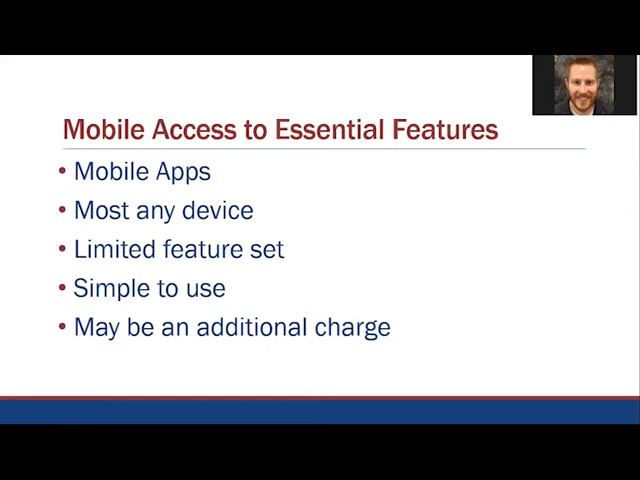 Mobile Access to Essential Features
• Mobile Apps
• Most any device
• Limited feature set
• Simple to use
• May be an additional charge